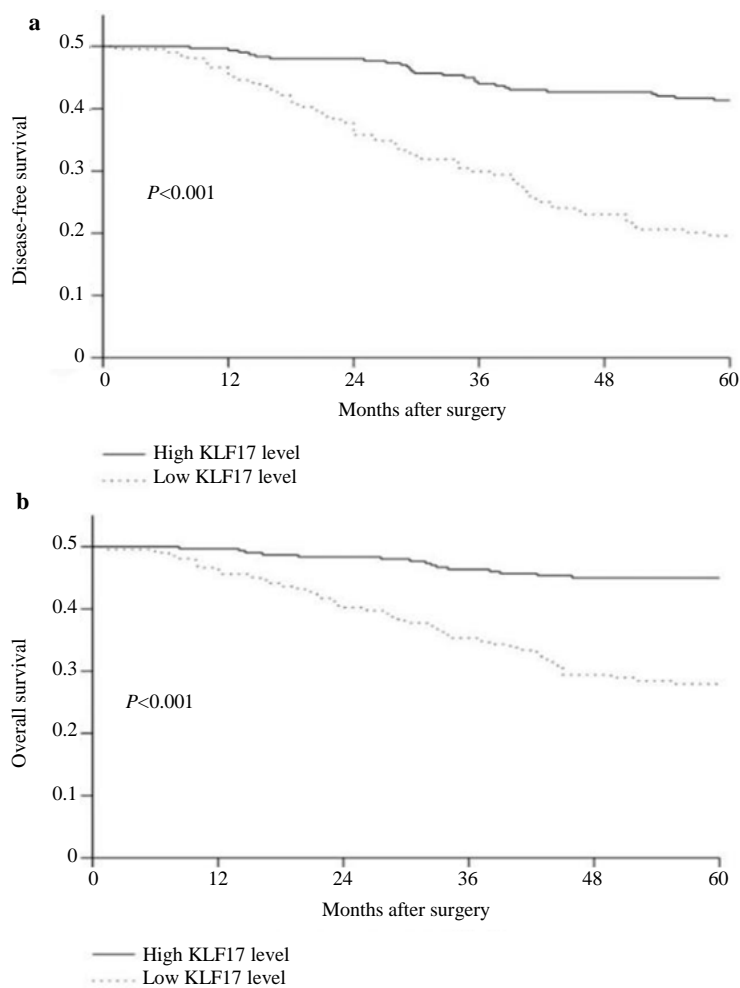 a
0.5
0.4
0.3
0.2
0.1
0
Disease-free survival
P<0.001
0 12 24 36 48 60
Months after surgery
High KLF17 level
Low KLF17 level
b
0.5
0.4
0.3
0.2
0.1
0
Overall survival
P<0.001
0 12 24 36 48 60
Months after surgery
High KLF17 level
Low KLF17 level